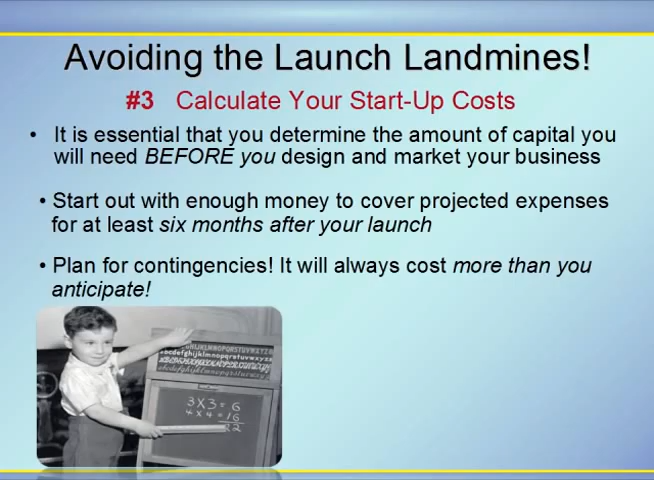 Avoiding the Launch Landmines!
#3 Calculate Your Start-Up Costs
• It is essential that you determine the amount of capital you
will need BEFORE you design and market your business
• Start out with enough money to cover projected expenses
for at least six months after your launch
• Plan for contingencies! It will always cost more than you
anticipate!
3 X 3 = 6
4 X 4 = 16
22